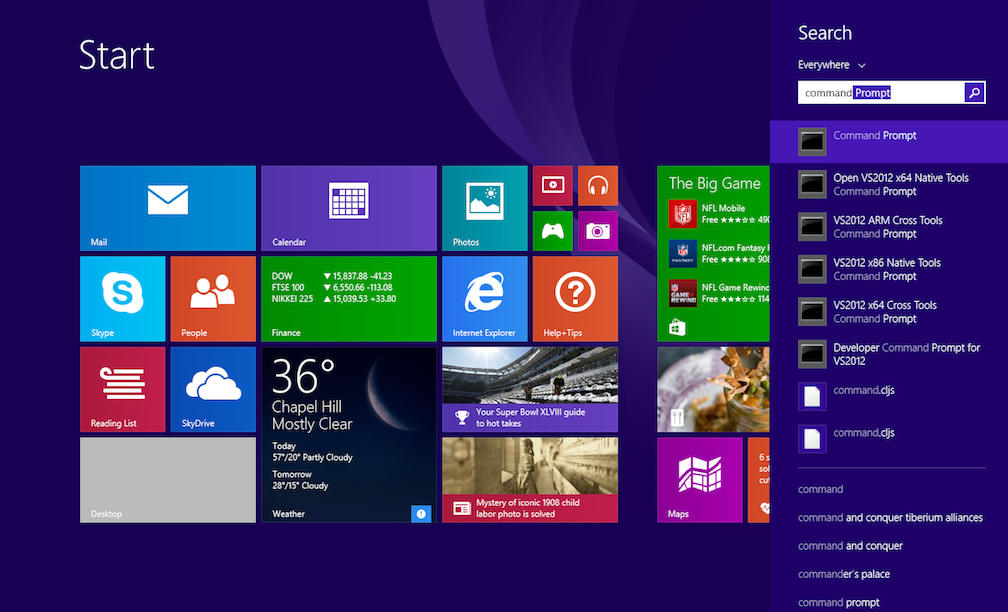 Start
Mail
Calendar
Photos
Skype
People
DOW ▼ 15,837.88 -41.23
FTSE 100 ▼ 6,550.66 -113.08
NIKKEI 225 ▲ 15,039.53 +33.80
Finance
Internet Explorer
Help+Tips
Reading List
SkyDrive
36°
Chapel Hill
Mostly Clear
Today
57°/20° Partly Cloudy
Tomorrow
28°/15° Cloudy
Weather
Your Super Bowl XLVIII guide
to hot takes
Desktop
Mystery of iconic 1908 child
labor photo is solved
The Big Game
NFL Mobile
Free ★★★☆☆ 490
NFL.com Fantasy F
Free ★★★★☆ 908
NFL Game Rewind
Free ★★★★☆ 114
GAME
REWIND
FANTASY
Maps
6 s
sol
cut
Search
Everywhere
command Prompt
Command Prompt
Open VS2012 x64 Native Tools
Command Prompt
VS2012 ARM Cross Tools
Command Prompt
VS2012 x86 Native Tools
Command Prompt
VS2012 x64 Cross Tools
Command Prompt
Developer Command Prompt for
VS2012
command.cljs
command.cljs
command
command and conquer tiberium alliances
command and conquer
commander's palace
command prompt